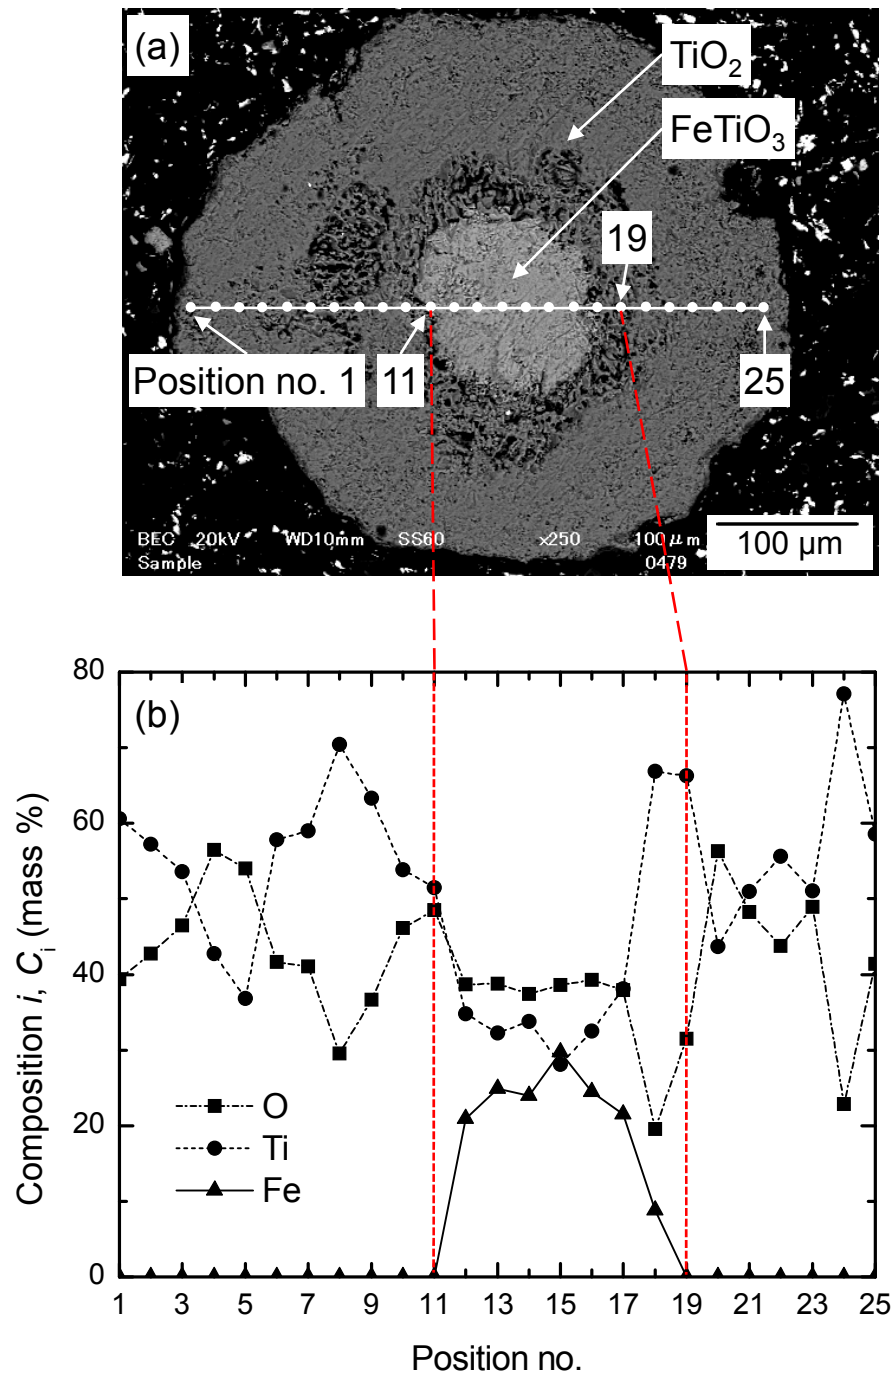 (a)
TiO2
FeTiO3
19
Position no. 1
11
25
BEC 20kV WD10mm SS60 x250 100μm
Sample 0479
100 μm
(b)
80
60
40
20
0
Composition i, Ci (mass %)
O
Ti
Fe
1 3 5 7 9 11 13 15 17 19 21 23 25
Position no.